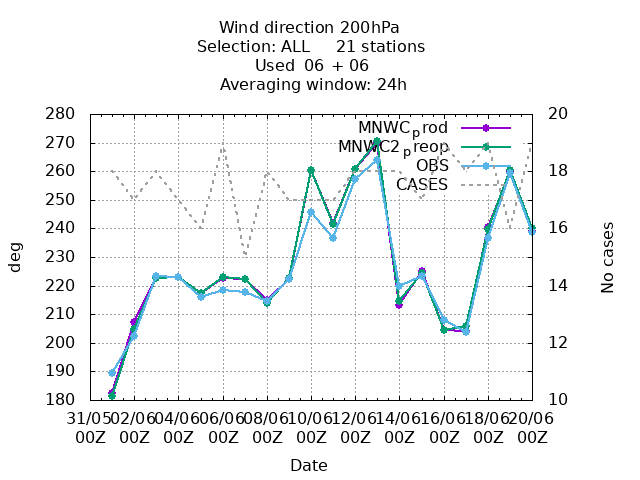 Wind direction 200hPa
Selection: ALL 21 stations
Used 06 + 06
Averaging window: 24h
280 20
MNWCprod
270
MNWC2preop
260 18
OBS
250
CASES
240
230 16
220 14
210
200 12
190
180 10
deg
No cases
31/05 02/06 04/06 06/06 08/06 10/06 12/06 14/06 16/06 18/06 20/06
00Z 00Z 00Z 00Z 00Z 00Z 00Z 00Z 00Z 00Z 00Z
Date